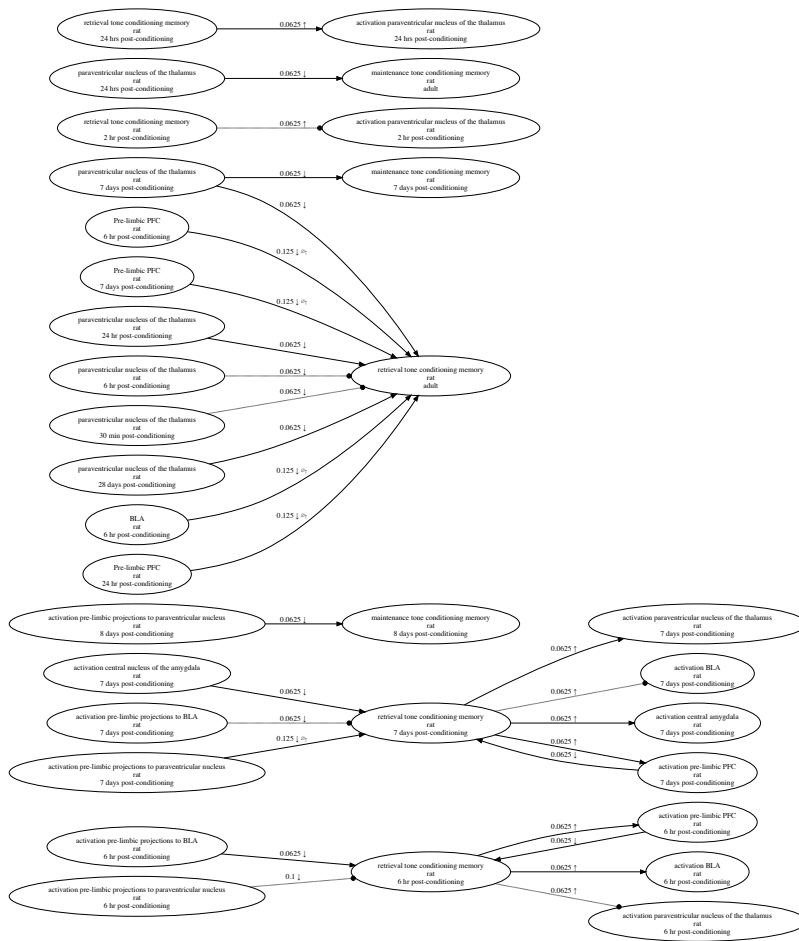 retrieval tone conditioning memory
rat
24 hrs post-conditioning
0.0625 ↑
activation paraventricular nucleus of the thalamus
rat
24 hrs post-conditioning
paraventricular nucleus of the thalamus
rat
24 hrs post-conditioning
0.0625 ↓
maintenance tone conditioning memory
rat
adult
retrieval tone conditioning memory
rat
2 hr post-conditioning
0.0625 ↑
activation paraventricular nucleus of the thalamus
rat
2 hr post-conditioning
paraventricular nucleus of the thalamus
rat
7 days post-conditioning
0.0625 ↓
maintenance tone conditioning memory
rat
7 days post-conditioning
0.0625 ↓
Pre-limbic PFC
rat
6 hr post-conditioning
0.125 ↓ ∅↑
Pre-limbic PFC
rat
7 days post-conditioning
0.125 ↓ ∅↑
paraventricular nucleus of the thalamus
rat
24 hr post-conditioning
0.0625 ↓
paraventricular nucleus of the thalamus
rat
6 hr post-conditioning
0.0625 ↓
retrieval tone conditioning memory
rat
adult
paraventricular nucleus of the thalamus
rat
30 min post-conditioning
0.0625 ↓
paraventricular nucleus of the thalamus
rat
28 days post-conditioning
0.0625 ↓
BLA
rat
6 hr post-conditioning
0.125 ↓ ∅↑
Pre-limbic PFC
rat
24 hr post-conditioning
0.125 ↓ ∅↑
activation pre-limbic projections to paraventricular nucleus
rat
8 days post-conditioning
0.0625 ↓
maintenance tone conditioning memory
rat
8 days post-conditioning
activation paraventricular nucleus of the thalamus
rat
7 days post-conditioning
0.0625 ↑
activation central nucleus of the amygdala
rat
7 days post-conditioning
0.0625 ↓
activation BLA
rat
7 days post-conditioning
0.0625 ↑
activation pre-limbic projections to BLA
rat
7 days post-conditioning
0.0625 ↓
retrieval tone conditioning memory
rat
7 days post-conditioning
0.0625 ↑
activation central amygdala
rat
7 days post-conditioning
activation pre-limbic projections to paraventricular nucleus
rat
7 days post-conditioning
0.125 ↓ ∅↑
0.0625 ↑
0.0625 ↓
activation pre-limbic PFC
rat
7 days post-conditioning
activation pre-limbic PFC
rat
6 hr post-conditioning
0.0625 ↑
0.0625 ↓
activation pre-limbic projections to BLA
rat
6 hr post-conditioning
0.0625 ↓
retrieval tone conditioning memory
rat
6 hr post-conditioning
0.0625 ↑
activation BLA
rat
6 hr post-conditioning
activation pre-limbic projections to paraventricular nucleus
rat
6 hr post-conditioning
0.1 ↓
0.0625 ↑
activation paraventricular nucleus of the thalamus
rat
6 hr post-conditioning